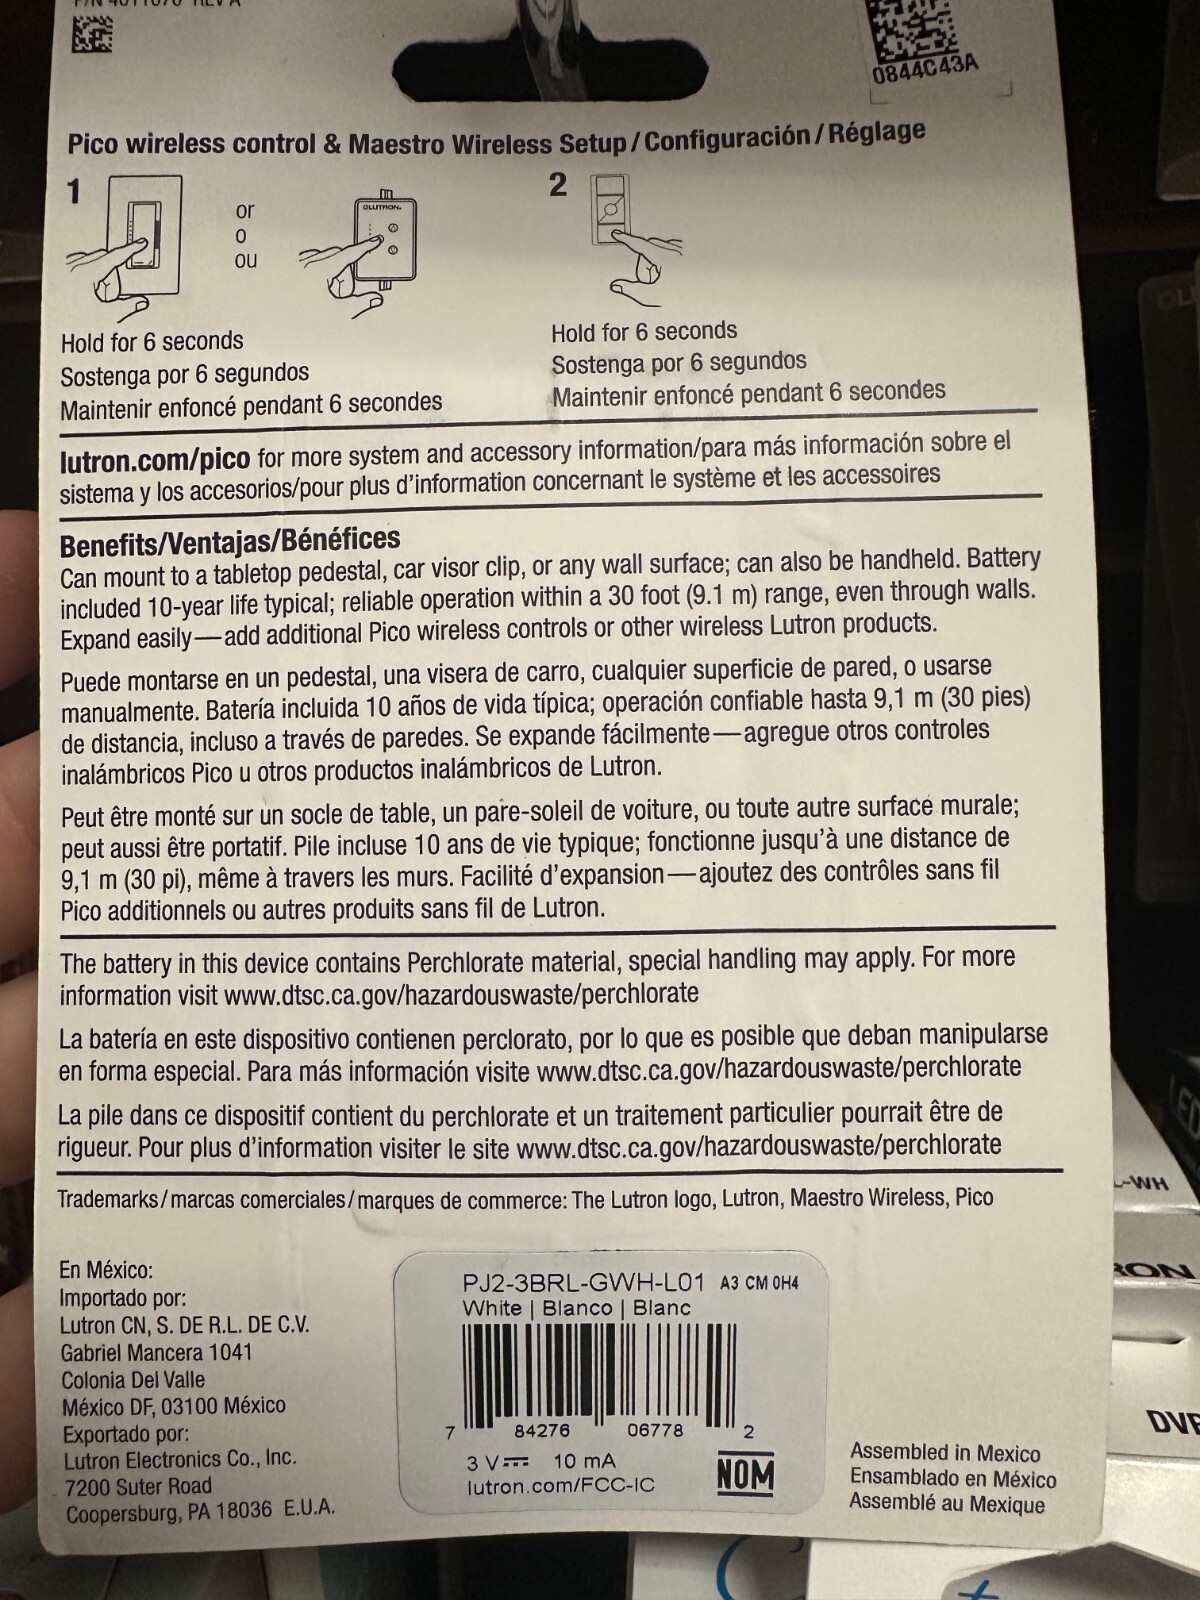 P/N 4011070 REV A
0844C43A
Pico wireless control & Maestro Wireless Setup / Configuración / Réglage
1
or
o
ou
LUTRON.
2
Hold for 6 seconds
Sostenga por 6 segundos
Maintenir enfoncé pendant 6 secondes
Hold for 6 seconds
Sostenga por 6 segundos
Maintenir enfoncé pendant 6 secondes
lutron.com/pico for more system and accessory information/para más información sobre el
sistema y los accesorios/pour plus d'information concernant le système et les accessoires
Benefits/Ventajas/Bénéfices
Can mount to a tabletop pedestal, car visor clip, or any wall surface; can also be handheld. Battery
included 10-year life typical; reliable operation within a 30 foot (9.1 m) range, even through walls.
Expand easily—add additional Pico wireless controls or other wireless Lutron products.
Puede montarse en un pedestal, una visera de carro, cualquier superficie de pared, o usarse
manualmente. Batería incluida 10 años de vida típica; operación confiable hasta 9,1 m (30 pies)
de distancia, incluso a través de paredes. Se expande fácilmente—agregue otros controles
inalámbricos Pico u otros productos inalámbricos de Lutron.
Peut être monté sur un socle de table, un pare-soleil de voiture, ou toute autre surface murale;
peut aussi être portatif. Pile incluse 10 ans de vie typique; fonctionne jusqu'à une distance de
9,1 m (30 pi), même à travers les murs. Facilité d'expansion—ajoutez des contrôles sans fil
Pico additionnels ou autres produits sans fil de Lutron.
The battery in this device contains Perchlorate material, special handling may apply. For more
information visit www.dtsc.ca.gov/hazardouswaste/perchlorate
La batería en este dispositivo contienen perclorato, por lo que es posible que deban manipularse
en forma especial. Para más información visite www.dtsc.ca.gov/hazardouswaste/perchlorate
La pile dans ce dispositif contient du perchlorate et un traitement particulier pourrait être de
rigueur. Pour plus d'information visiter le site www.dtsc.ca.gov/hazardouswaste/perchlorate
Trademarks / marcas comerciales / marques de commerce: The Lutron logo, Lutron, Maestro Wireless, Pico
En México:
Importado por:
Lutron CN, S. DE R.L. DE C.V.
Gabriel Mancera 1041
Colonia Del Valle
México DF, 03100 México
Exportado por:
Lutron Electronics Co., Inc.
7200 Suter Road
Coopersburg, PA 18036 E.U.A.
PJ2-3BRL-GWH-L01 A3 CM 0H4
White | Blanco | Blanc
7 84276 06778 2
3 V 10 mA
lutron.com/FCC-IC
NOM
Assembled in Mexico
Ensamblado en México
Assemblé au Mexique
-WH
RON